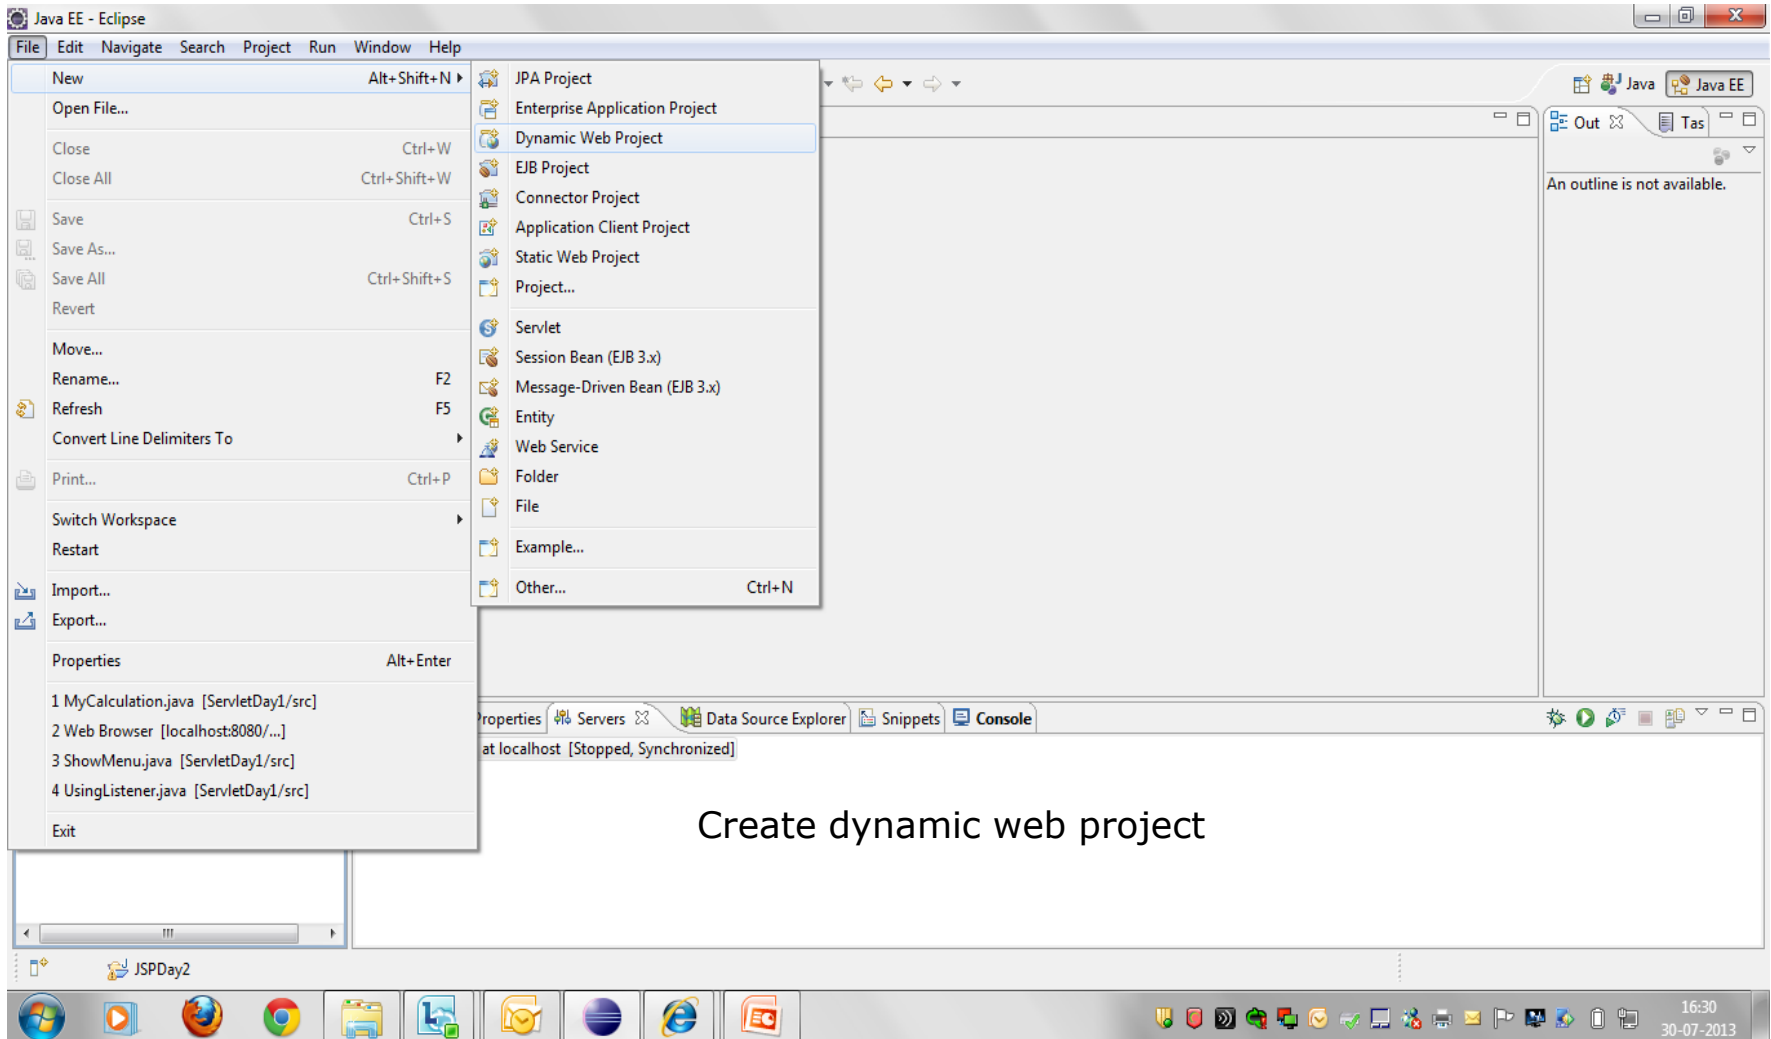 Java EE - Eclipse
File Edit Navigate Search Project Run Window Help
New Alt+Shift+N
Open File...
Close Ctrl+W
Close All Ctrl+Shift+W
Save Ctrl+S
Save As...
Save All Ctrl+Shift+S
Revert
Move...
Rename... F2
Refresh F5
Convert Line Delimiters To
Print... Ctrl+P
Switch Workspace
Restart
Import...
Export...
Properties Alt+Enter
1 MyCalculation.java [ServletDay1/src]
2 Web Browser [localhost:8080/...]
3 ShowMenu.java [ServletDay1/src]
4 UsingListener.java [ServletDay1/src]
Exit
JPA Project
Enterprise Application Project
Dynamic Web Project
EJB Project
Connector Project
Application Client Project
Static Web Project
Project...
Servlet
Session Bean (EJB 3.x)
Message-Driven Bean (EJB 3.x)
Entity
Web Service
Folder
File
Example...
Other... Ctrl+N
Java Java EE
Out Tas
An outline is not available.
Properties Servers Data Source Explorer Snippets Console
at localhost [Stopped, Synchronized]
Create dynamic web project
JSPDay2
16:30
30-07-2013